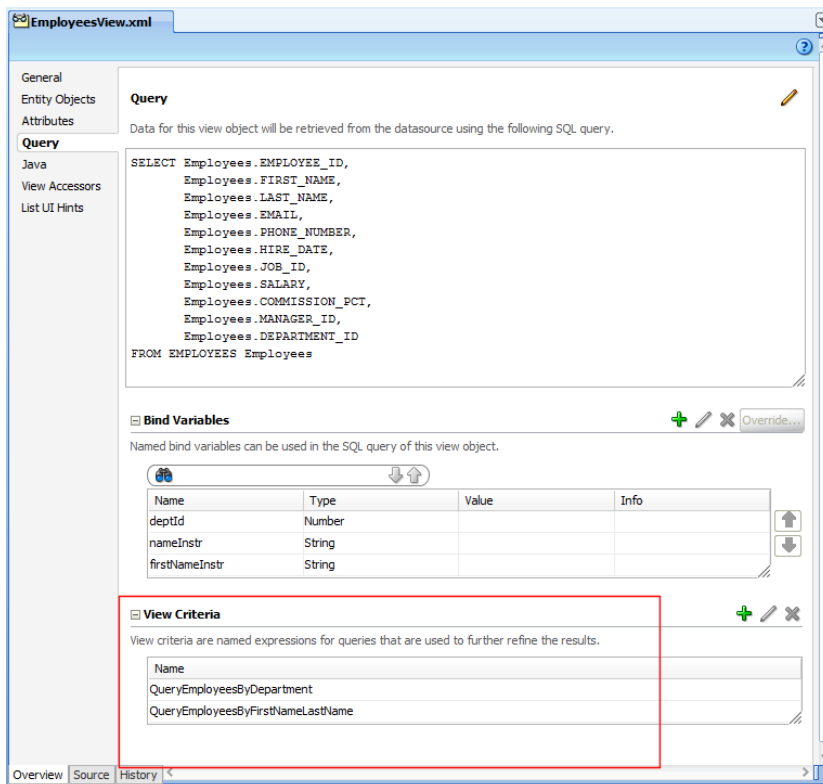 EmployeesView.xml
General
Entity Objects
Attributes
Query
Java
View Accessors
List UI Hints
Query
Data for this view object will be retrieved from the datasource using the following SQL query.
SELECT Employees.EMPLOYEE_ID,
Employees.FIRST_NAME,
Employees.LAST_NAME,
Employees.EMAIL,
Employees.PHONE_NUMBER,
Employees.HIRE_DATE,
Employees.JOB_ID,
Employees.SALARY,
Employees.COMMISSION_PCT,
Employees.MANAGER_ID,
Employees.DEPARTMENT_ID
FROM EMPLOYEES Employees
Bind Variables
Override...
Named bind variables can be used in the SQL query of this view object.
Name Type Value Info
deptId Number
nameInstr String
firstNameInstr String
View Criteria
View criteria are named expressions for queries that are used to further refine the results.
Name
QueryEmployeesByDepartment
QueryEmployeesByFirstNameLastName
Overview Source History